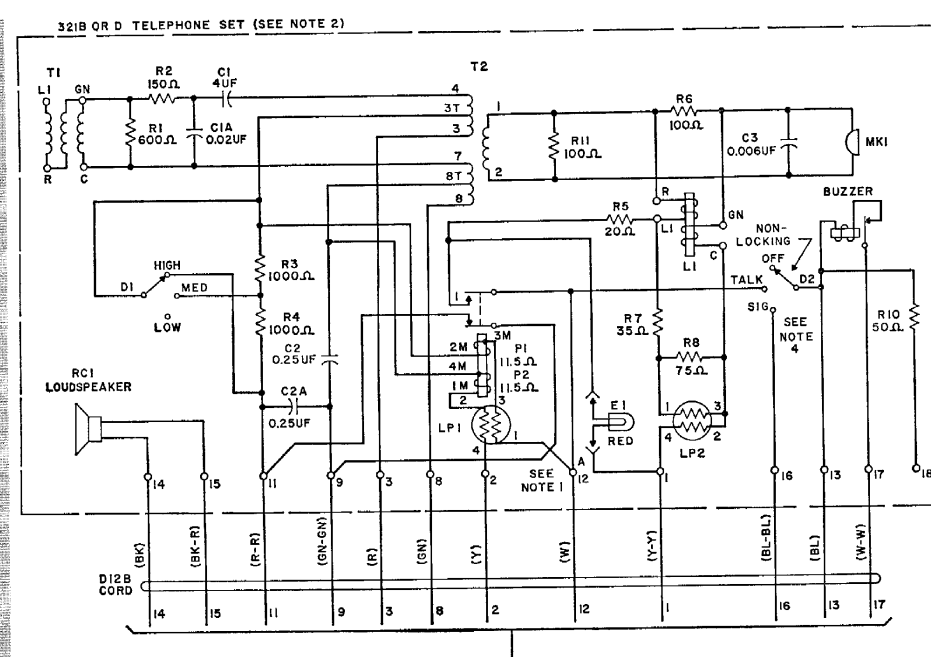 321B OR D TELEPHONE SET (SEE NOTE 2)
T1
L1
GN
R
C
R2
150Ω
C1
4UF
R1
600Ω
C1A
0.02UF
T2
4
3T
3
7
8T
8
1
2
R11
100Ω
R6
100Ω
C3
0.006UF
MK1
BUZZER
R
L1
GN
C
L1
R5
20Ω
NON-
LOCKING
OFF
TALK
D2
SIG
SEE
NOTE
4
R10
50Ω
HIGH
D1
MED
LOW
R3
1000Ω
R4
1000Ω
C2
0.25UF
C2A
0.25UF
1
3M
2M
4M
1M
P1
11.5Ω
P2
11.5Ω
2
3
LP1
4
1
R7
35Ω
R8
75Ω
E1
RED
1
3
4
2
LP2
RC1
LOUDSPEAKER
SEE
NOTE 1
A
14
15
11
9
3
8
2
12
1
16
13
17
18
(BK)
(BK-R)
(R-R)
(GN-GN)
(R)
(GN)
(Y)
(W)
(Y-Y)
(BL-BL)
(BL)
(W-W)
D12B
CORD
14
15
11
9
3
8
2
12
1
16
13
17